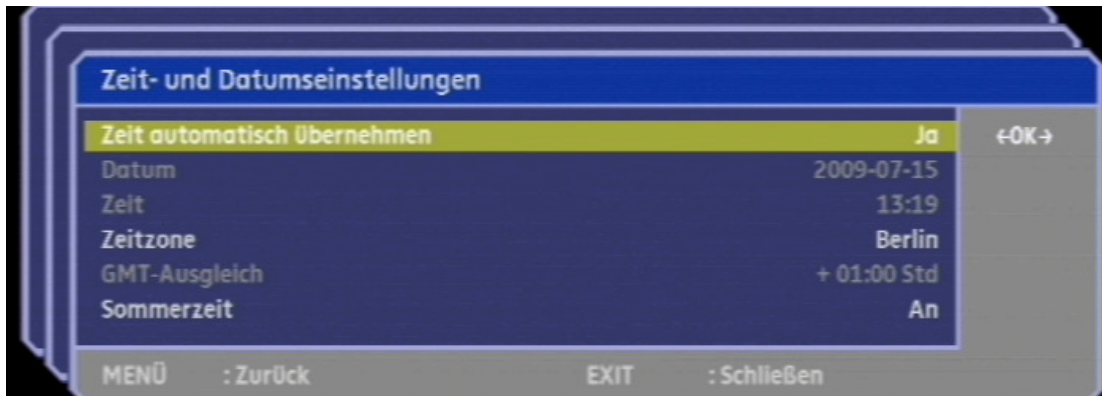 Zeit- und Datumseinstellungen
Zeit automatisch übernehmen Ja ←OK→
Datum 2009-07-15
Zeit 13:19
Zeitzone Berlin
GMT-Ausgleich + 01:00 Std
Sommerzeit An
MENÜ : Zurück EXIT : Schließen